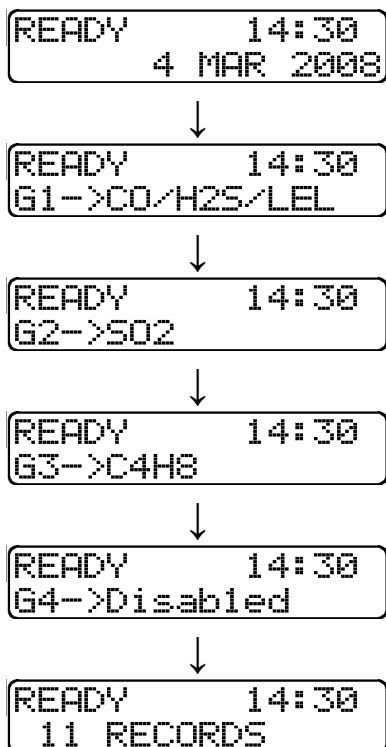 READY 14:30
4 MAR 2008
↓
READY 14:30
G1->CO/H2S/LEL
↓
READY 14:30
G2->SO2
↓
READY 14:30
G3->C4H8
↓
READY 14:30
G4->Disabled
↓
READY 14:30
11 RECORDS